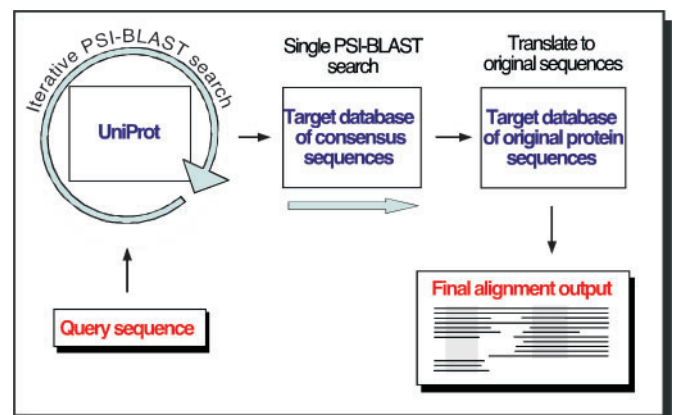 Iterative PSI-BLAST search
UniProt
Query sequence
Single PSI-BLAST
search
Target database
of consensus
sequences
Translate to
original sequences
Target database
of original protein
sequences
Final alignment output